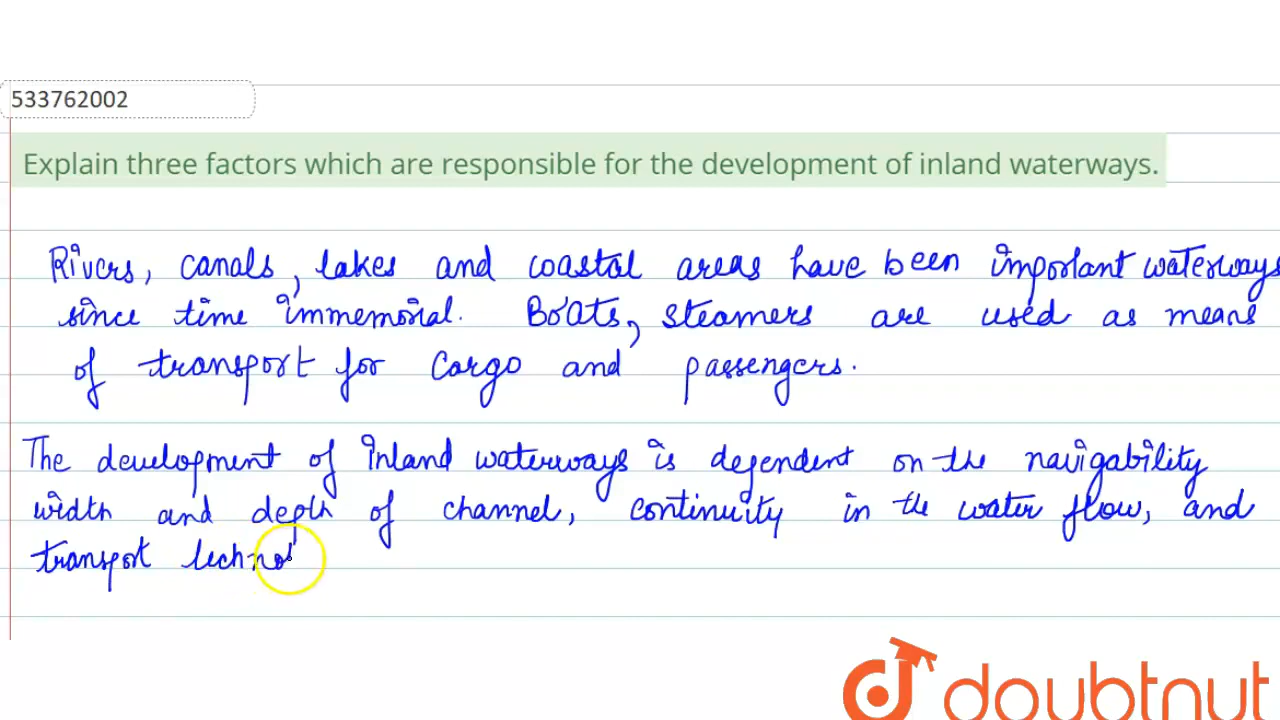 533762002
Explain three factors which are responsible for the development of inland waterways.
Rivers, canals, lakes and coastal areas have been important waterways
since time immemorial. Boats, steamers are used as means
of transport for cargo and passengers.
The development of inland waterways is dependent on the navigability
width and depth of channel, continuity in the water flow, and
transport technol
doubtnut